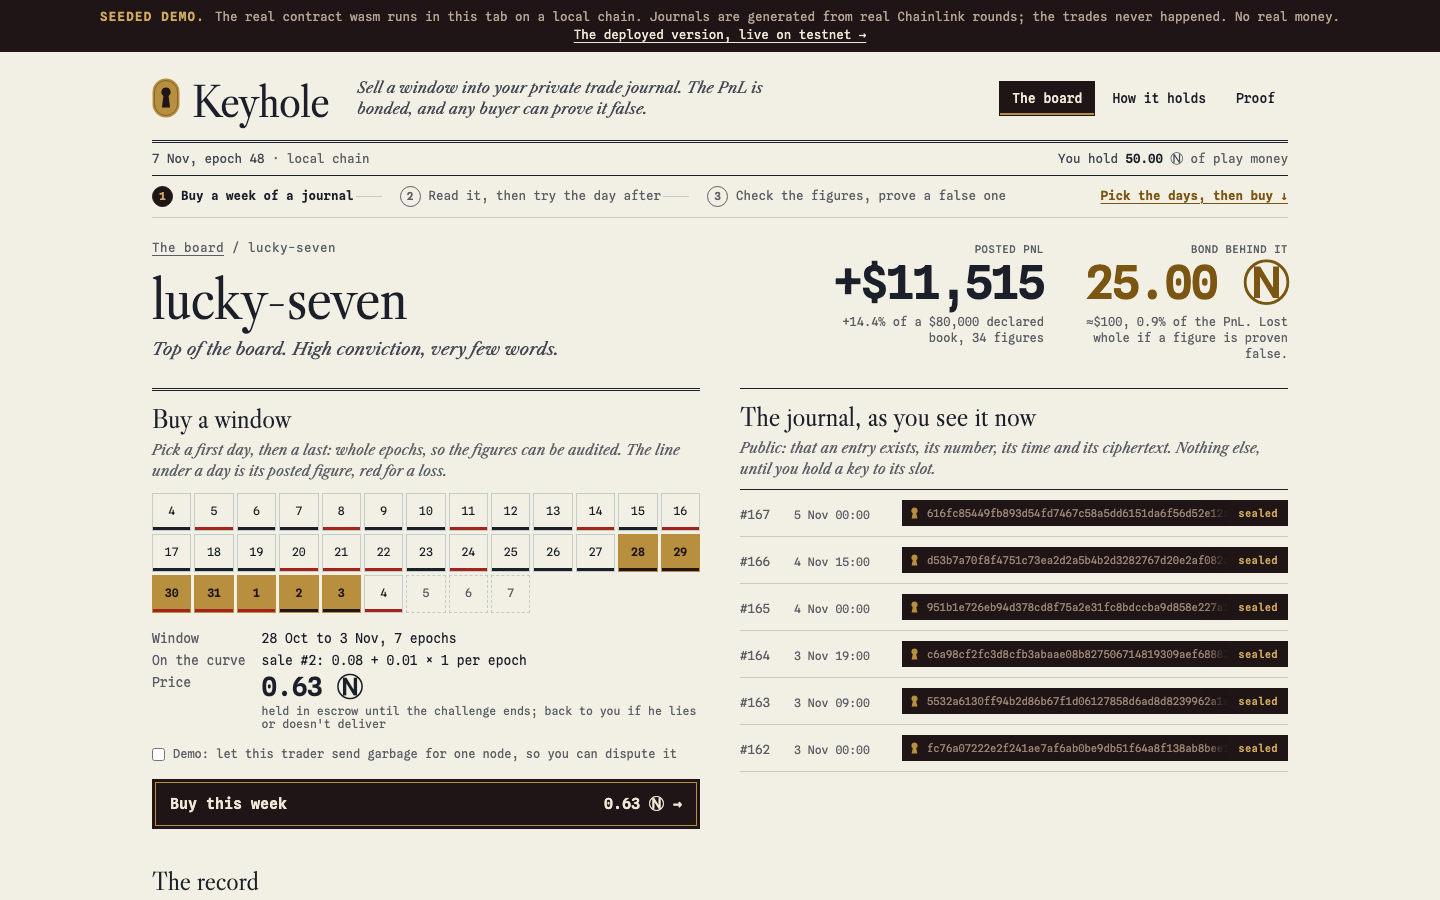 SEEDED DEMO. The real contract wasm runs in this tab on a local chain. Journals are generated from real Chainlink rounds; the trades never happened. No real money.
The deployed version, live on testnet →
Keyhole
Sell a window into your private trade journal. The PnL is
bonded, and any buyer can prove it false.
The board How it holds Proof
7 Nov, epoch 48 · local chain
You hold 50.00 Ⓝ of play money
1 Buy a week of a journal
2 Read it, then try the day after
3 Check the figures, prove a false one
Pick the days, then buy ↓
The board / lucky-seven
lucky-seven
Top of the board. High conviction, very few words.
POSTED PNL
+$11,515
+14.4% of a $80,000 declared
book, 34 figures
BOND BEHIND IT
25.00 Ⓝ
≈$100, 0.9% of the PnL. Lost
whole if a figure is proven
false.
Buy a window
Pick a first day, then a last: whole epochs, so the figures can be audited. The line
under a day is its posted figure, red for a loss.
4 5 6 7 8 9 10 11 12 13 14 15 16
17 18 19 20 21 22 23 24 25 26 27 28 29
30 31 1 2 3 4 5 6 7
Window 28 Oct to 3 Nov, 7 epochs
On the curve sale #2: 0.08 + 0.01 × 1 per epoch
Price 0.63 Ⓝ
held in escrow until the challenge ends; back to you if he lies
or doesn't deliver
Demo: let this trader send garbage for one node, so you can dispute it
Buy this week 0.63 Ⓝ →
The journal, as you see it now
Public: that an entry exists, its number, its time and its ciphertext. Nothing else,
until you hold a key to its slot.
#167 5 Nov 00:00 616fc85449fb893d54fd7467c58a5dd6151da6f56d52e12 sealed
#166 4 Nov 15:00 d53b7a70f8f4751c73ea2d2a5b4b2d3282767d20e2af082 sealed
#165 4 Nov 00:00 951b1e726eb94d378cd8f75a2e31fc8bdccba9d858e227a sealed
#164 3 Nov 19:00 c6a98cf2fc3d8cfb3abaae08b827506714819309aef6888 sealed
#163 3 Nov 09:00 5532a6130ff94b2d86b67f1d06127858d6ad8d8239962a1 sealed
#162 3 Nov 00:00 fc76a07222e2f241ae7af6ab0be9db51f64a8f138ab8bee sealed
The record